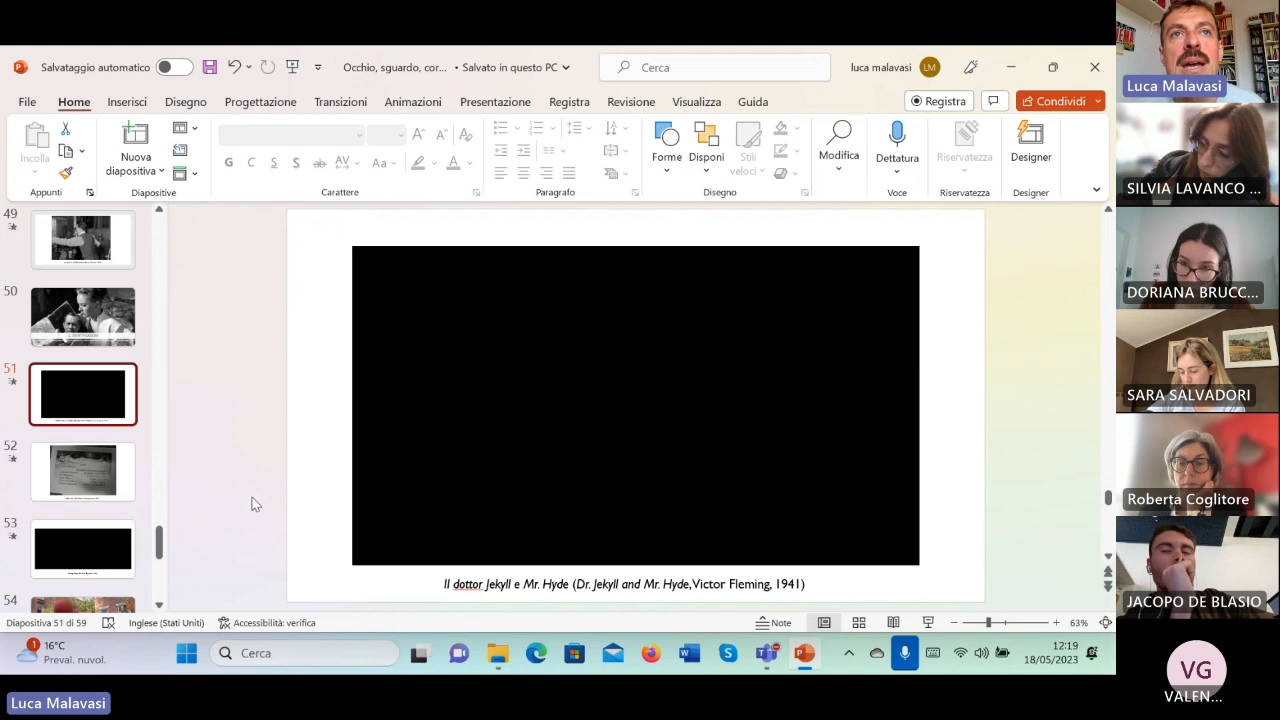 Salvataggio automatico
Occhio, sguardo, cor... • Salvato in questo PC
Cerca
luca malavasi
LM
File Home Inserisci Disegno Progettazione Transizioni Animazioni Presentazione Registra Revisione Visualizza Guida
Registra
Condividi
Incolla
Nuova
diapositiva
G C S S ab AV Aa A
Forme
Disponi
Stili
veloci
Modifica
Dettatura
Riservatezza
Designer
Appunti
Diapositive
Carattere
Paragrafo
Disegno
Voce
Riservatezza
Designer
49
50
51
52
53
54
Il dottor Jekyll e Mr. Hyde (Dr. Jekyll and Mr. Hyde, Victor Fleming, 1941)
Diapositiva 51 di 59
Inglese (Stati Uniti)
Accessibilità: verifica
Note
63%
1
16°C
Preval. nuvol.
Cerca
12:19
18/05/2023
Luca Malavasi
Luca Malavasi
SILVIA LAVANCO ...
DORIANA BRUCC...
SARA SALVADORI
Roberta Coglitore
JACOPO DE BLASIO
VG
VALEN...